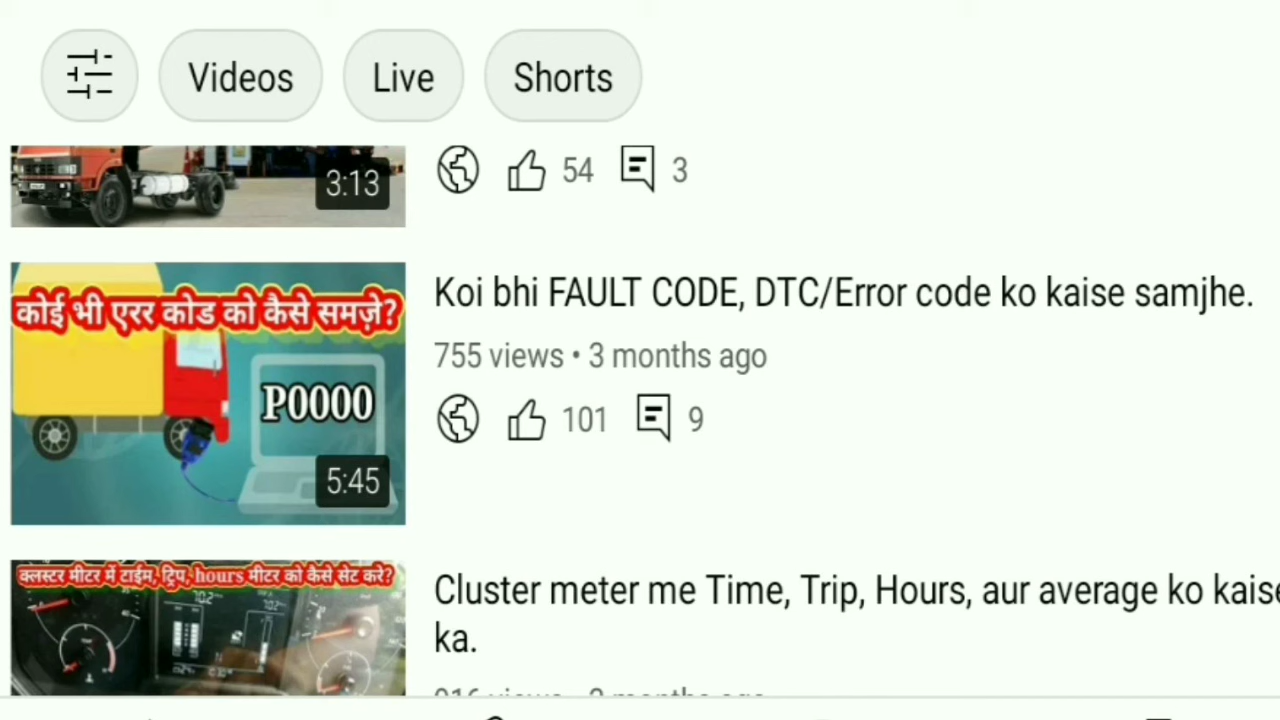 Videos
Live
Shorts
3:13
54
3
कोई भी एरर कोड को कैसे समज़े?
P0000
5:45
Koi bhi FAULT CODE, DTC/Error code ko kaise samjhe.
755 views • 3 months ago
101
9
क्लस्टर मीटर में टाईम, ट्रिप, hours मीटर को कैसे सेट करे?
Cluster meter me Time, Trip, Hours, aur average ko kaise
ka.